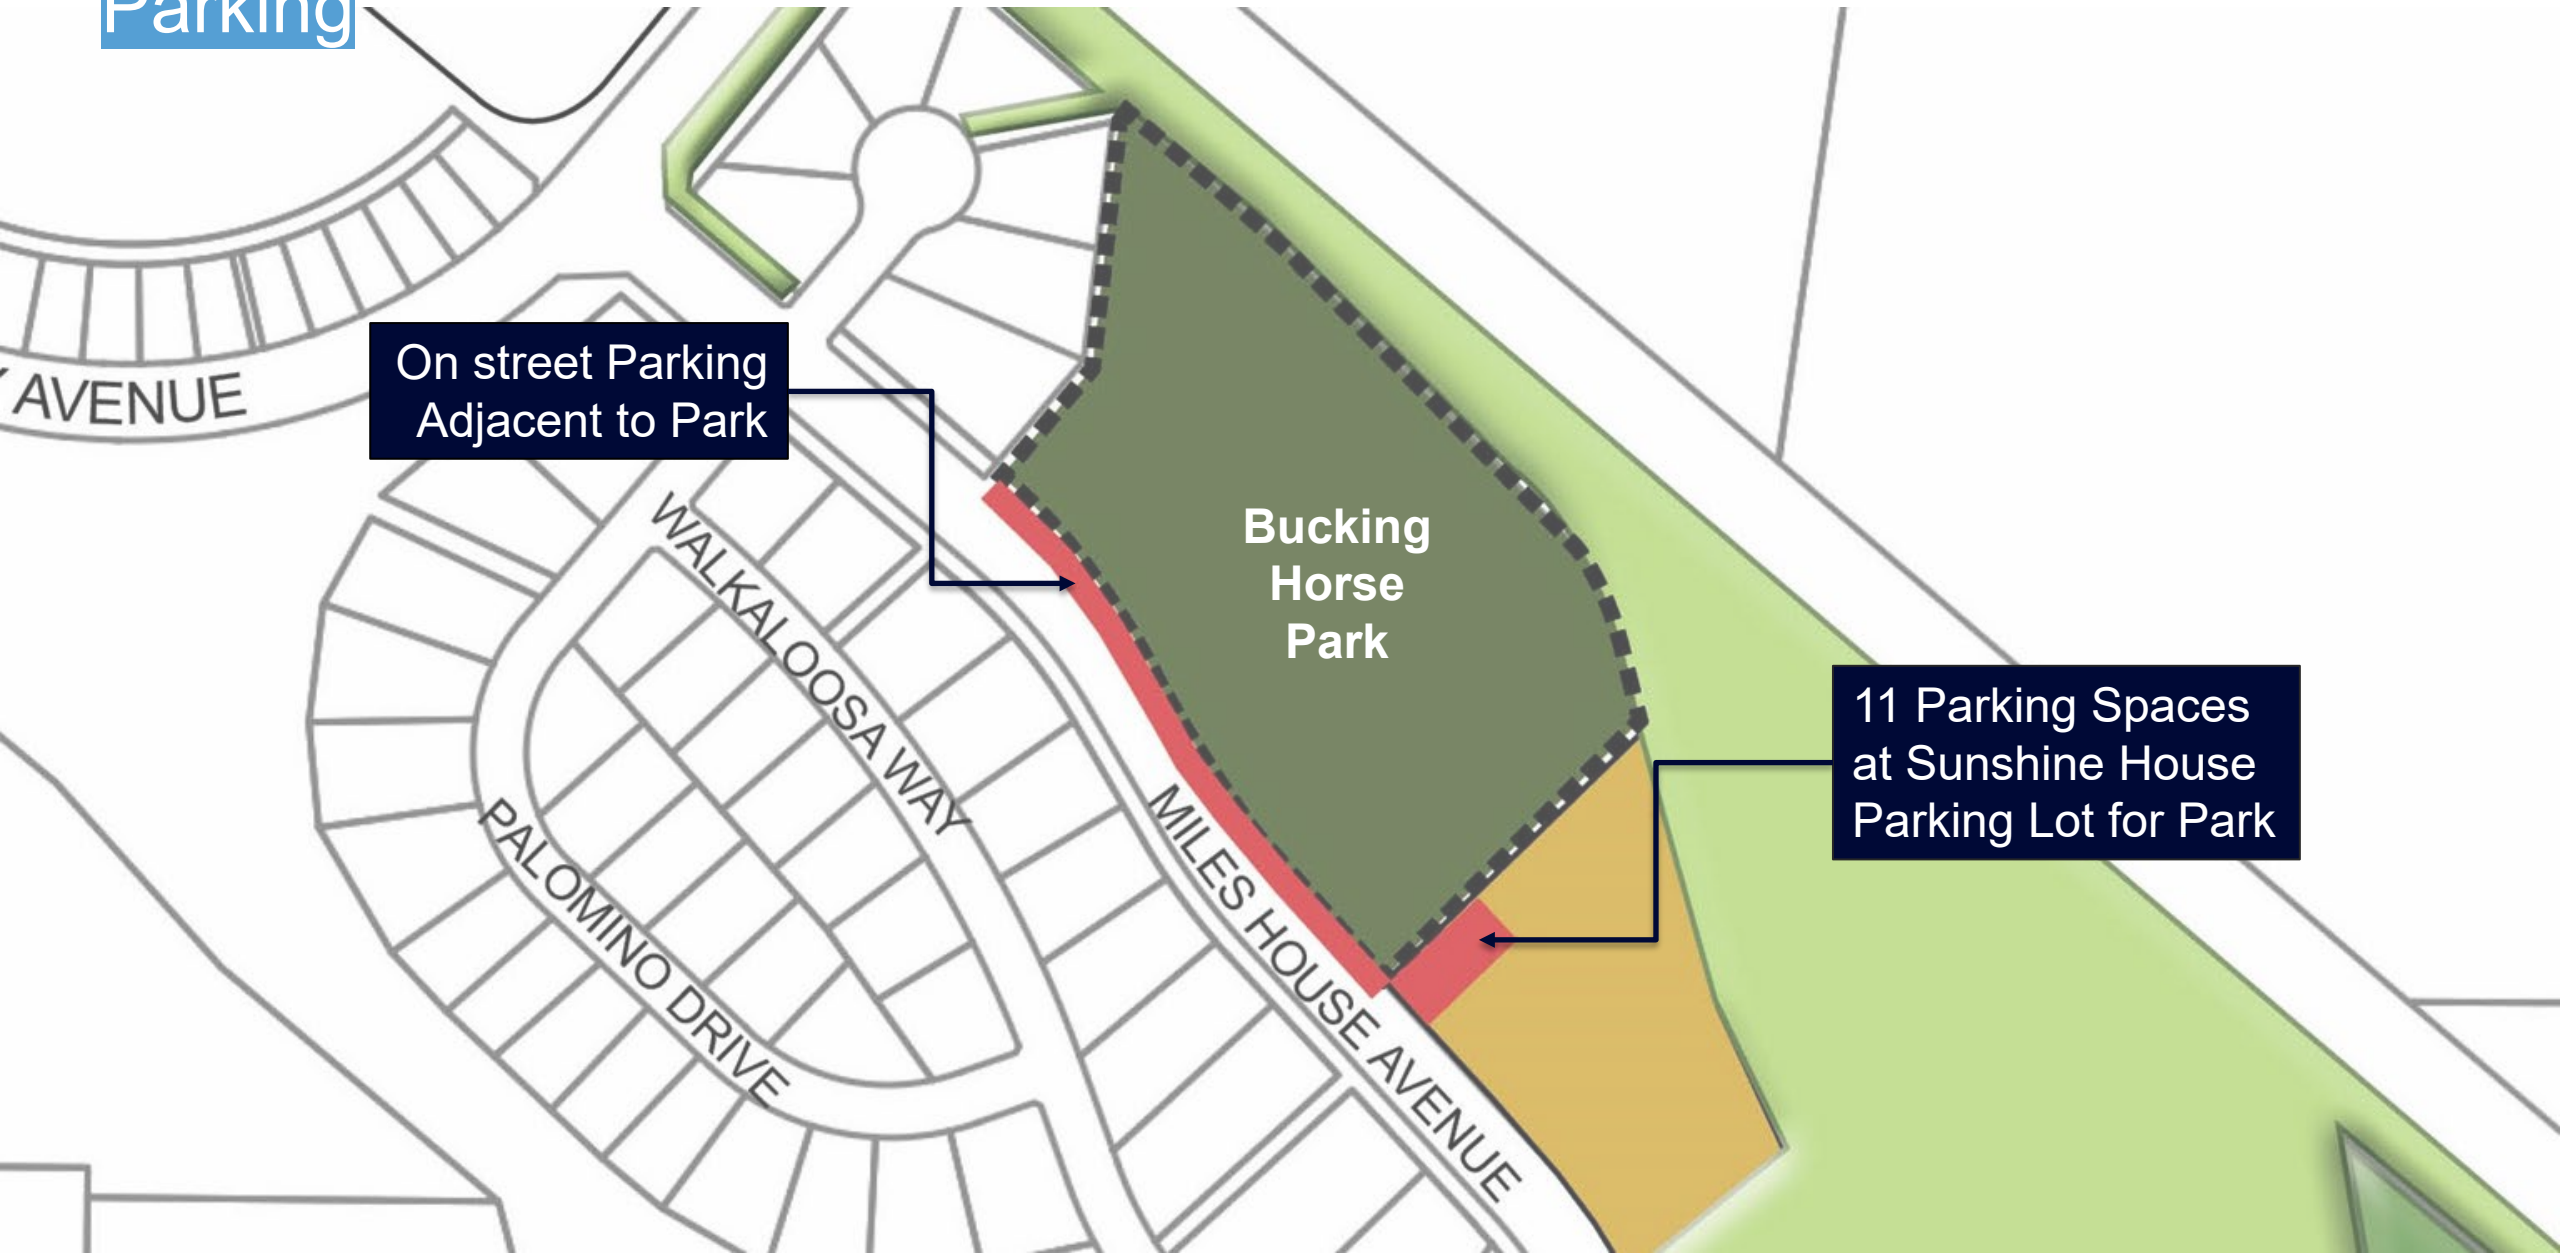 Parking
AVENUE
On street Parking
Adjacent to Park
WALKALOOSA WAY
Bucking
Horse
Park
11 Parking Spaces
at Sunshine House
Parking Lot for Park
PALOMINO DRIVE
MILES HOUSE AVENUE